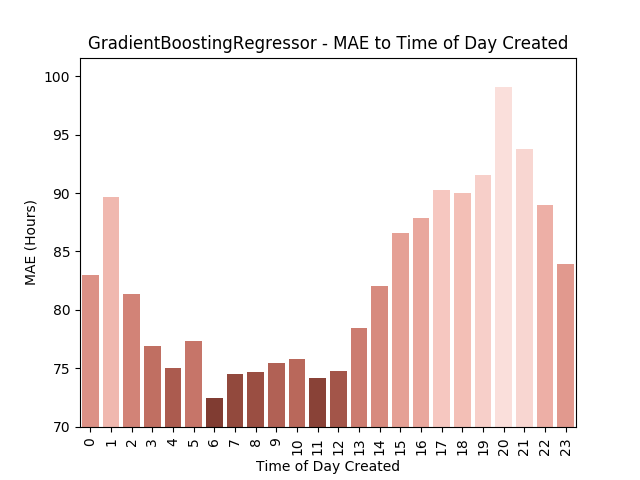 GradientBoostingRegressor - MAE to Time of Day Created
100
95
90
85
80
75
70
MAE (Hours)
0 1 2 3 4 5 6 7 8 9 10 11 12 13 14 15 16 17 18 19 20 21 22 23
Time of Day Created